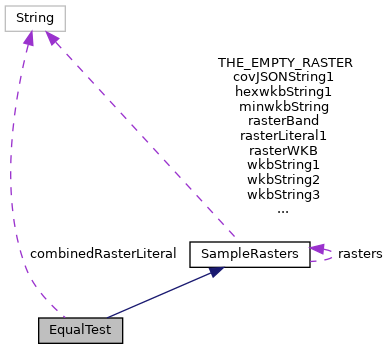 String
THE_EMPTY_RASTER
covJSONString1
hexwkbString1
minwkbString
rasterBand
rasterLiteral1
rasterWKB
wkbString1
wkbString2
wkbString3
...
combinedRasterLiteral
SampleRasters
rasters
EqualTest